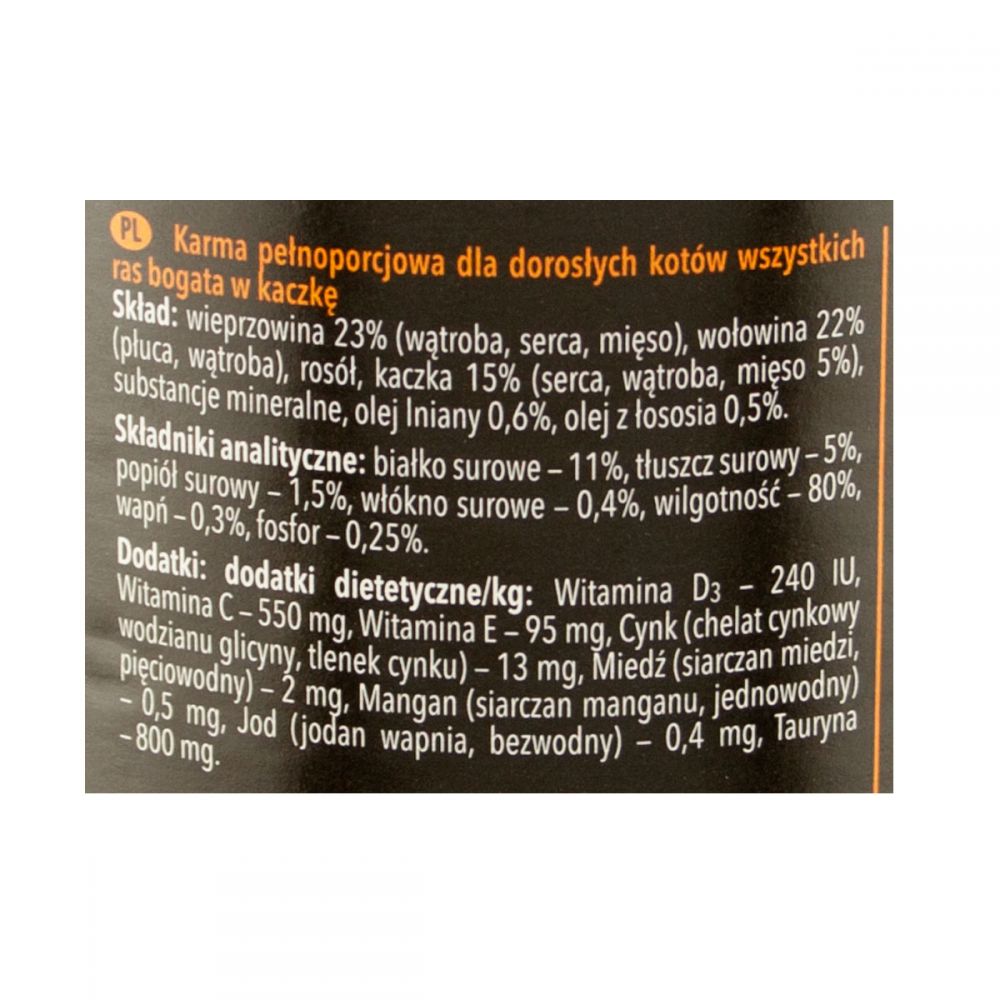 PL Karma pełnoporcjowa dla dorosłych kotów wszystkich
ras bogata w kaczkę
Skład: wieprzowina 23% (wątroba, serca, mięso), wołowina 22%
(płuca, wątroba), rosół, kaczka 15% (serca, wątroba, mięso 5%),
substancje mineralne, olej lniany 0,6%, olej z łososia 0,5%.
Składniki analityczne: białko surowe – 11%, tłuszcz surowy – 5%,
popiół surowy – 1,5%, włókno surowe – 0,4%, wilgotność – 80%,
wapń – 0,3%, fosfor – 0,25%.
Dodatki: dodatki dietetyczne/kg: Witamina D3 – 240 IU,
Witamina C – 550 mg, Witamina E – 95 mg, Cynk (chelat cynkowy
wodzianu glicyny, tlenek cynku) – 13 mg, Miedź (siarczan miedzi,
pięciowodny) – 2 mg, Mangan (siarczan manganu, jednowodny)
– 0,5 mg, Jod (jodan wapnia, bezwodny) – 0,4 mg, Tauryna
– 800 mg.